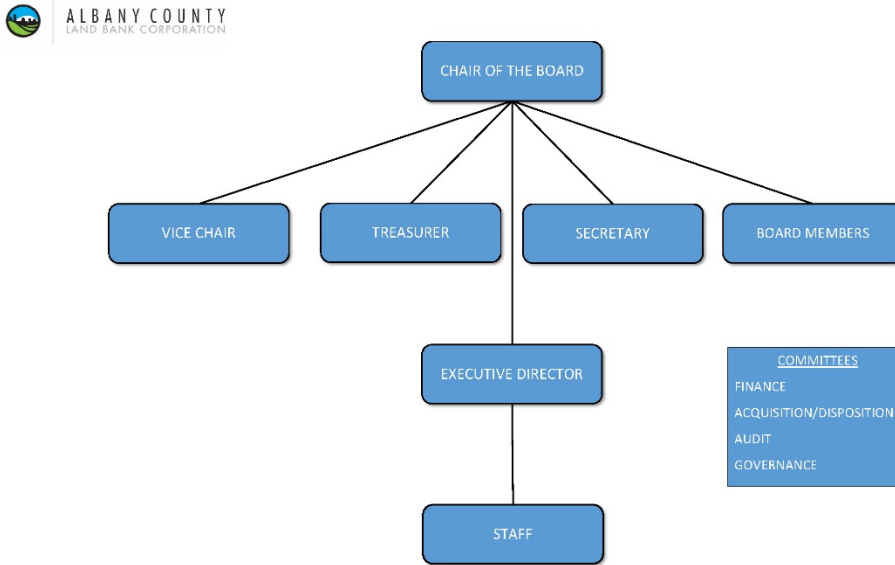 ALBANY COUNTY
LAND BANK CORPORATION
CHAIR OF THE BOARD
VICE CHAIR
TREASURER
SECRETARY
BOARD MEMBERS
EXECUTIVE DIRECTOR
COMMITTEES
FINANCE
ACQUISITION/DISPOSITION
AUDIT
GOVERNANCE
STAFF